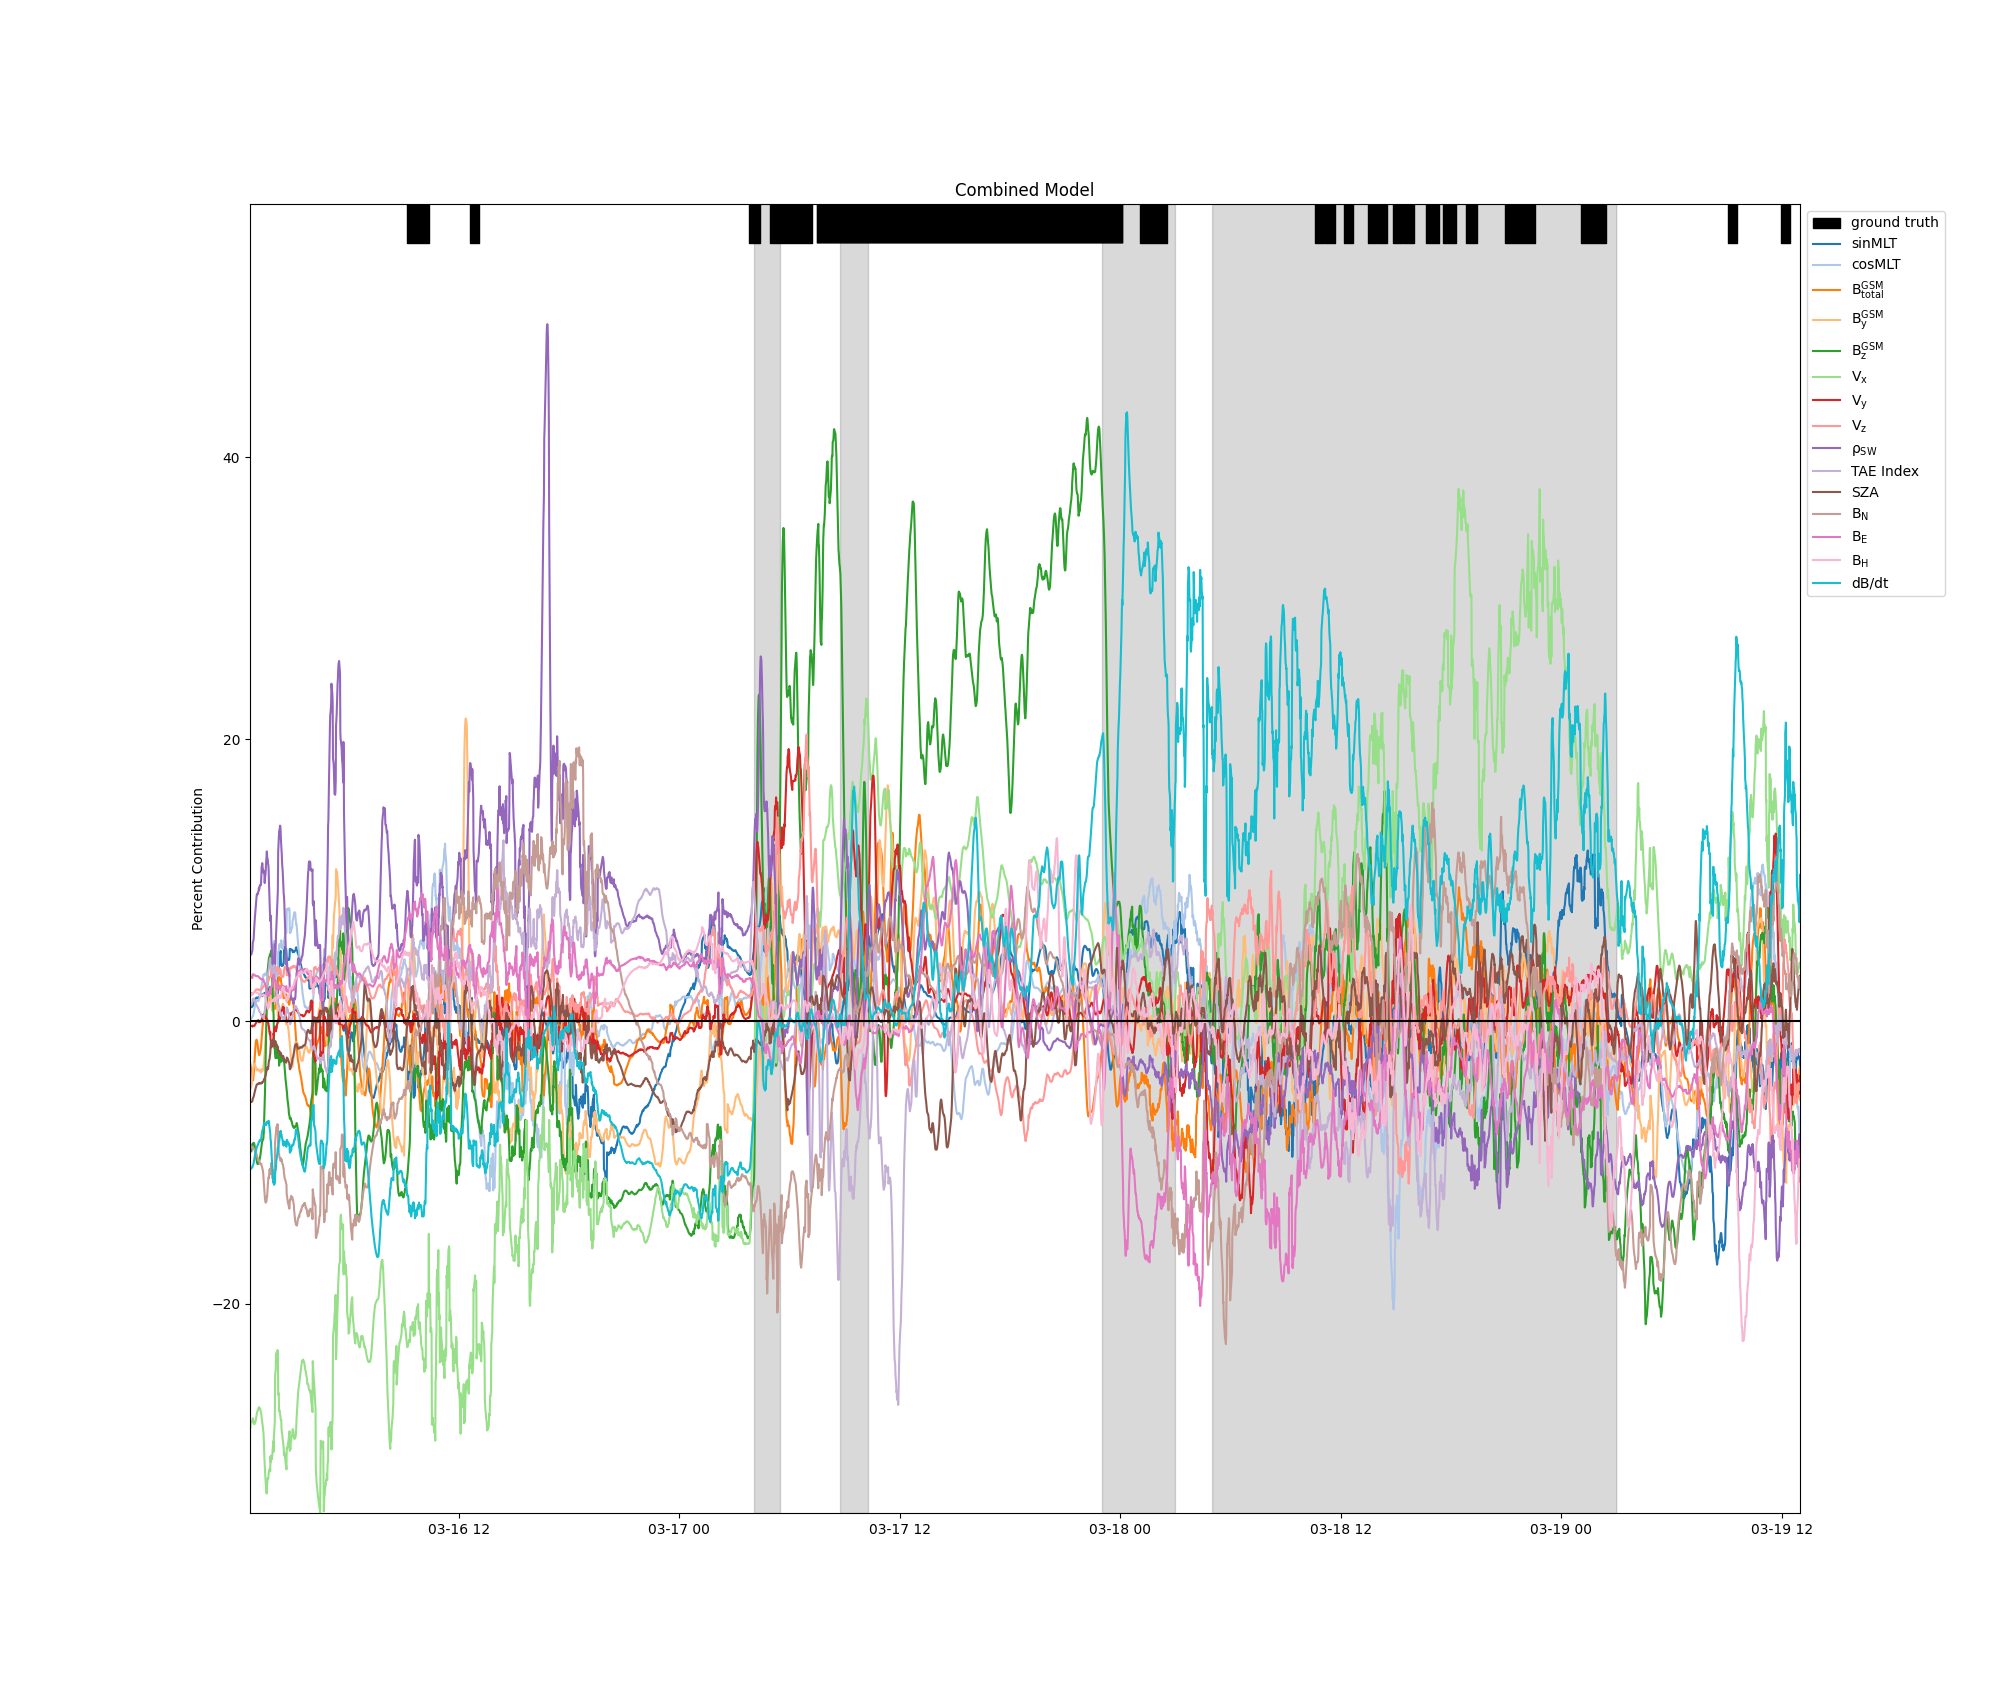 Combined Model
Percent Contribution
40
20
0
−20
03-16 12
03-17 00
03-17 12
03-18 00
03-18 12
03-19 00
03-19 12
ground truth
sinMLT
cosMLT
B_total^GSM
B_y^GSM
B_z^GSM
V_x
V_y
V_z
ρ_SW
TAE Index
SZA
B_N
B_E
B_H
dB/dt